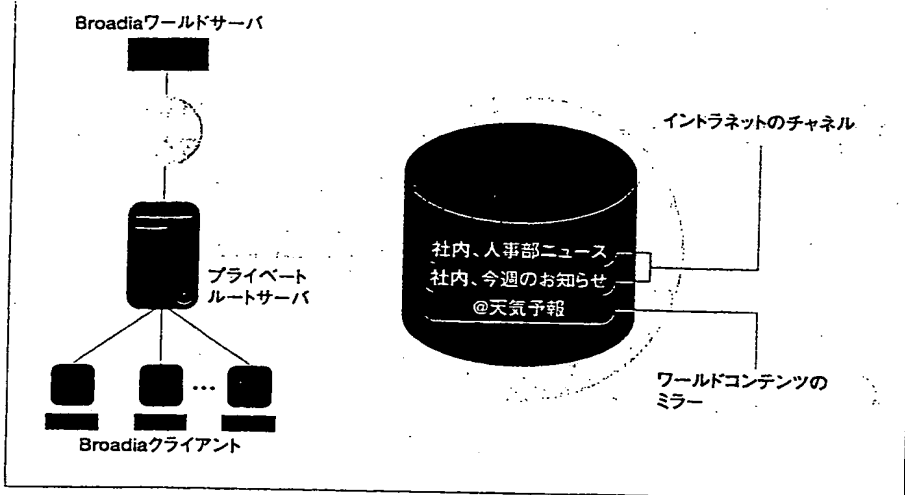 Broadiaワールドサーバ
プライベート
ルートサーバ
...
Broadiaクライアント
イントラネットのチャネル
社内、人事部ニュース
社内、今週のお知らせ
@天気予報
ワールドコンテンツの
ミラー